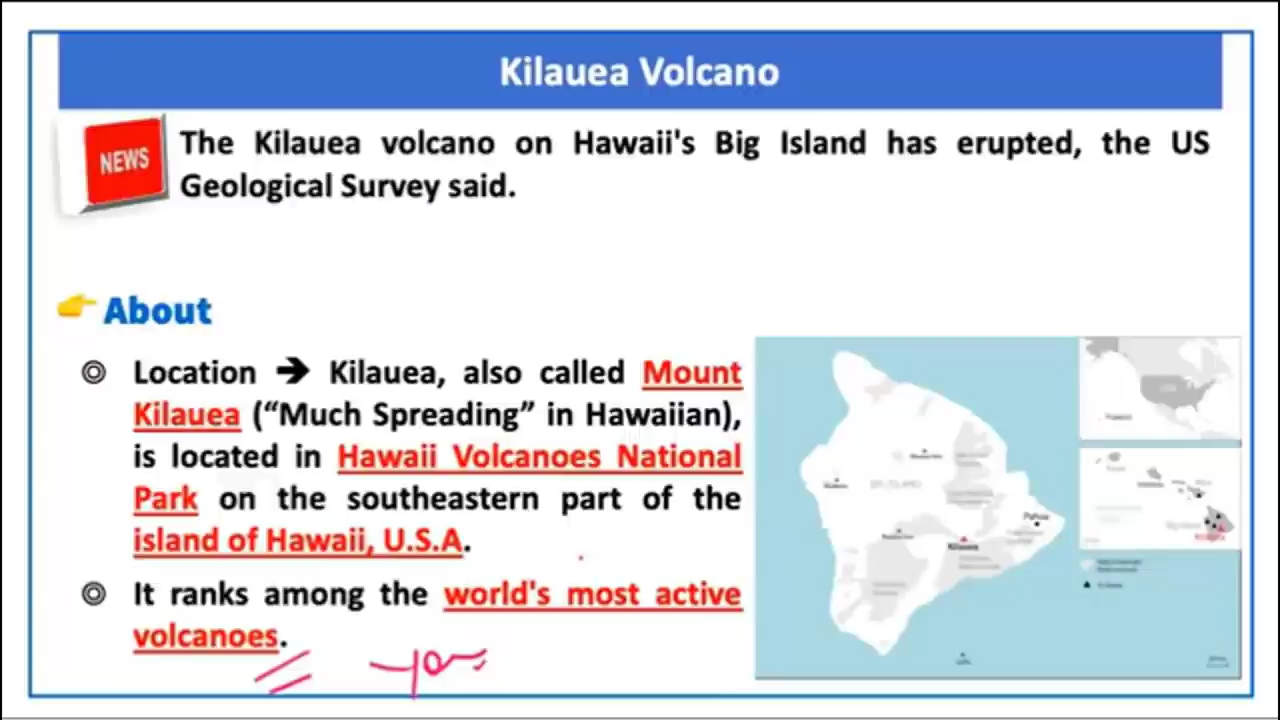 Kilauea Volcano
NEWS
The Kilauea volcano on Hawaii's Big Island has erupted, the US
Geological Survey said.
About
Location ➔ Kilauea, also called Mount
Kilauea (“Much Spreading” in Hawaiian),
is located in Hawaii Volcanoes National
Park on the southeastern part of the
island of Hawaii, U.S.A.
It ranks among the world's most active
volcanoes.
Pahoa
Kilauea